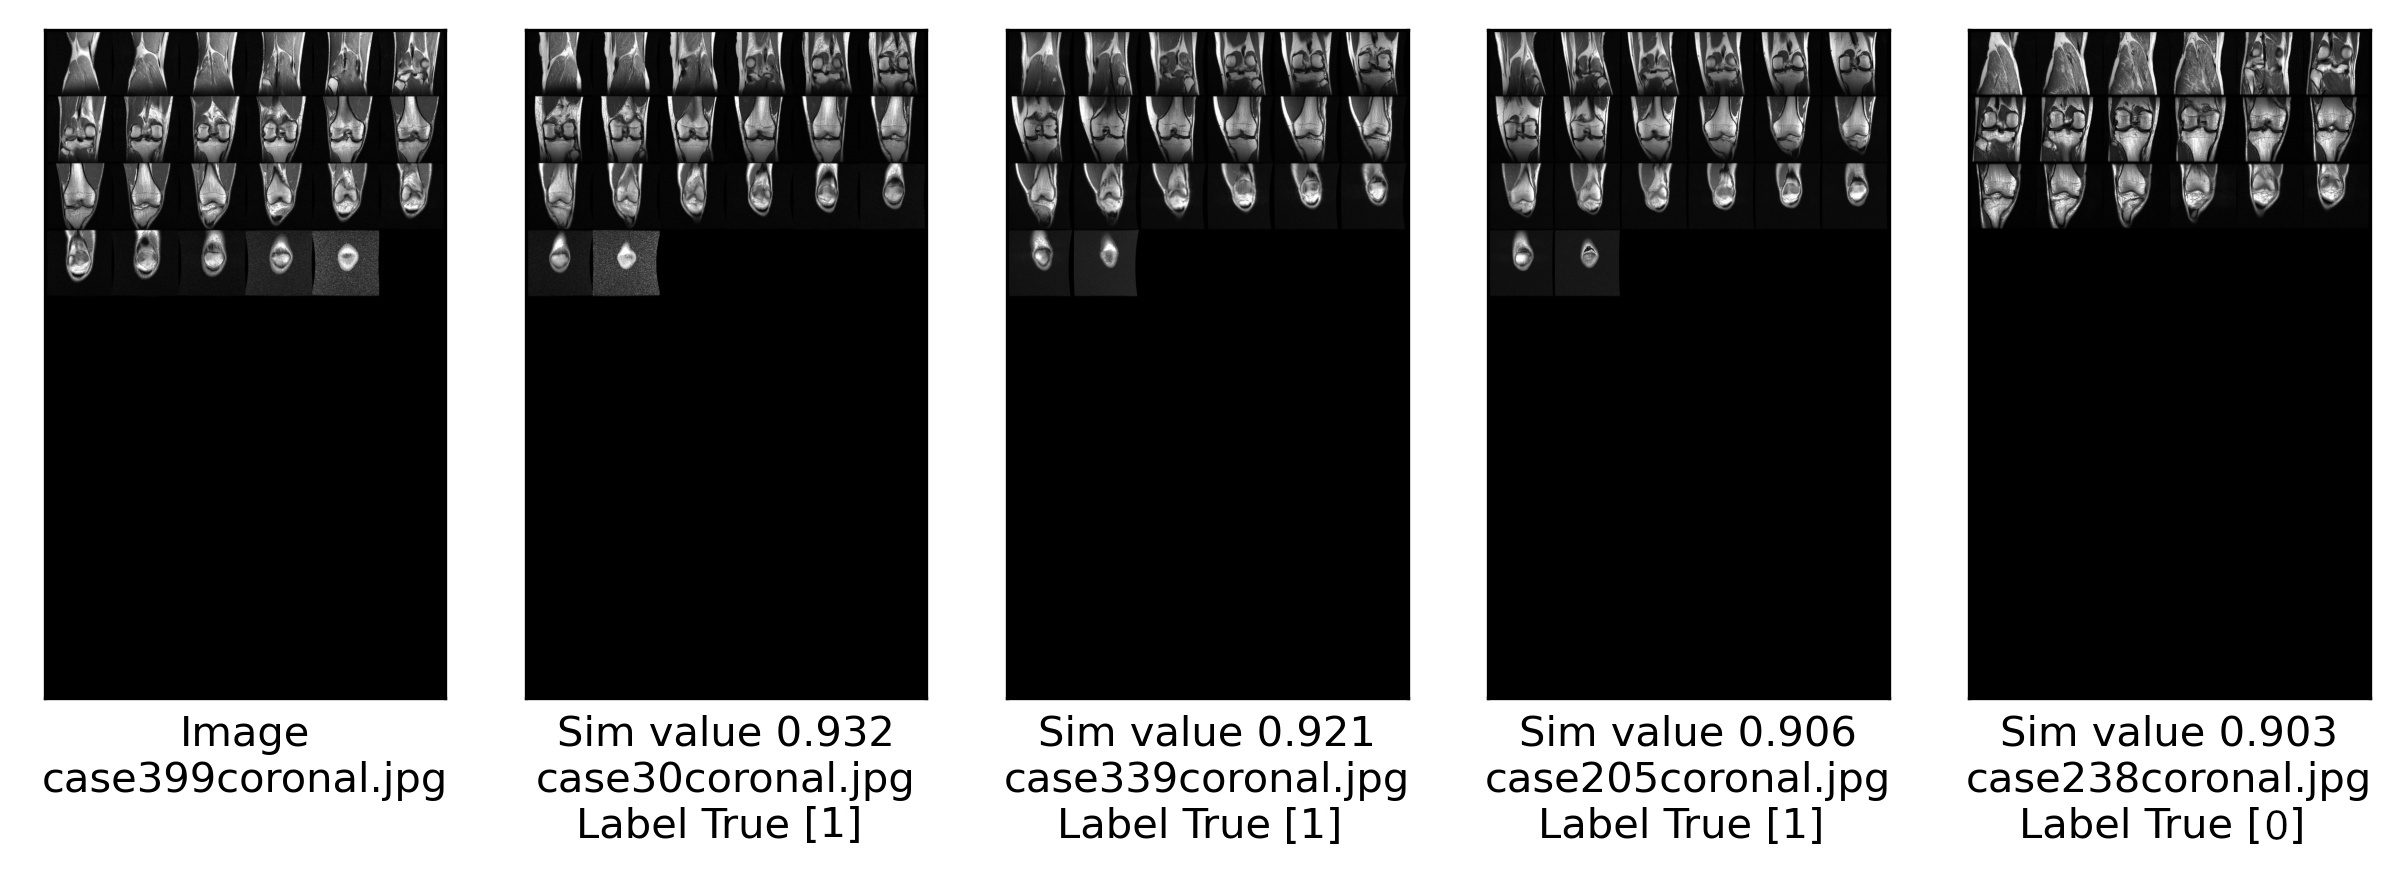 Image
case399coronal.jpg
Sim value 0.932
case30coronal.jpg
Label True [1]
Sim value 0.921
case339coronal.jpg
Label True [1]
Sim value 0.906
case205coronal.jpg
Label True [1]
Sim value 0.903
case238coronal.jpg
Label True [0]